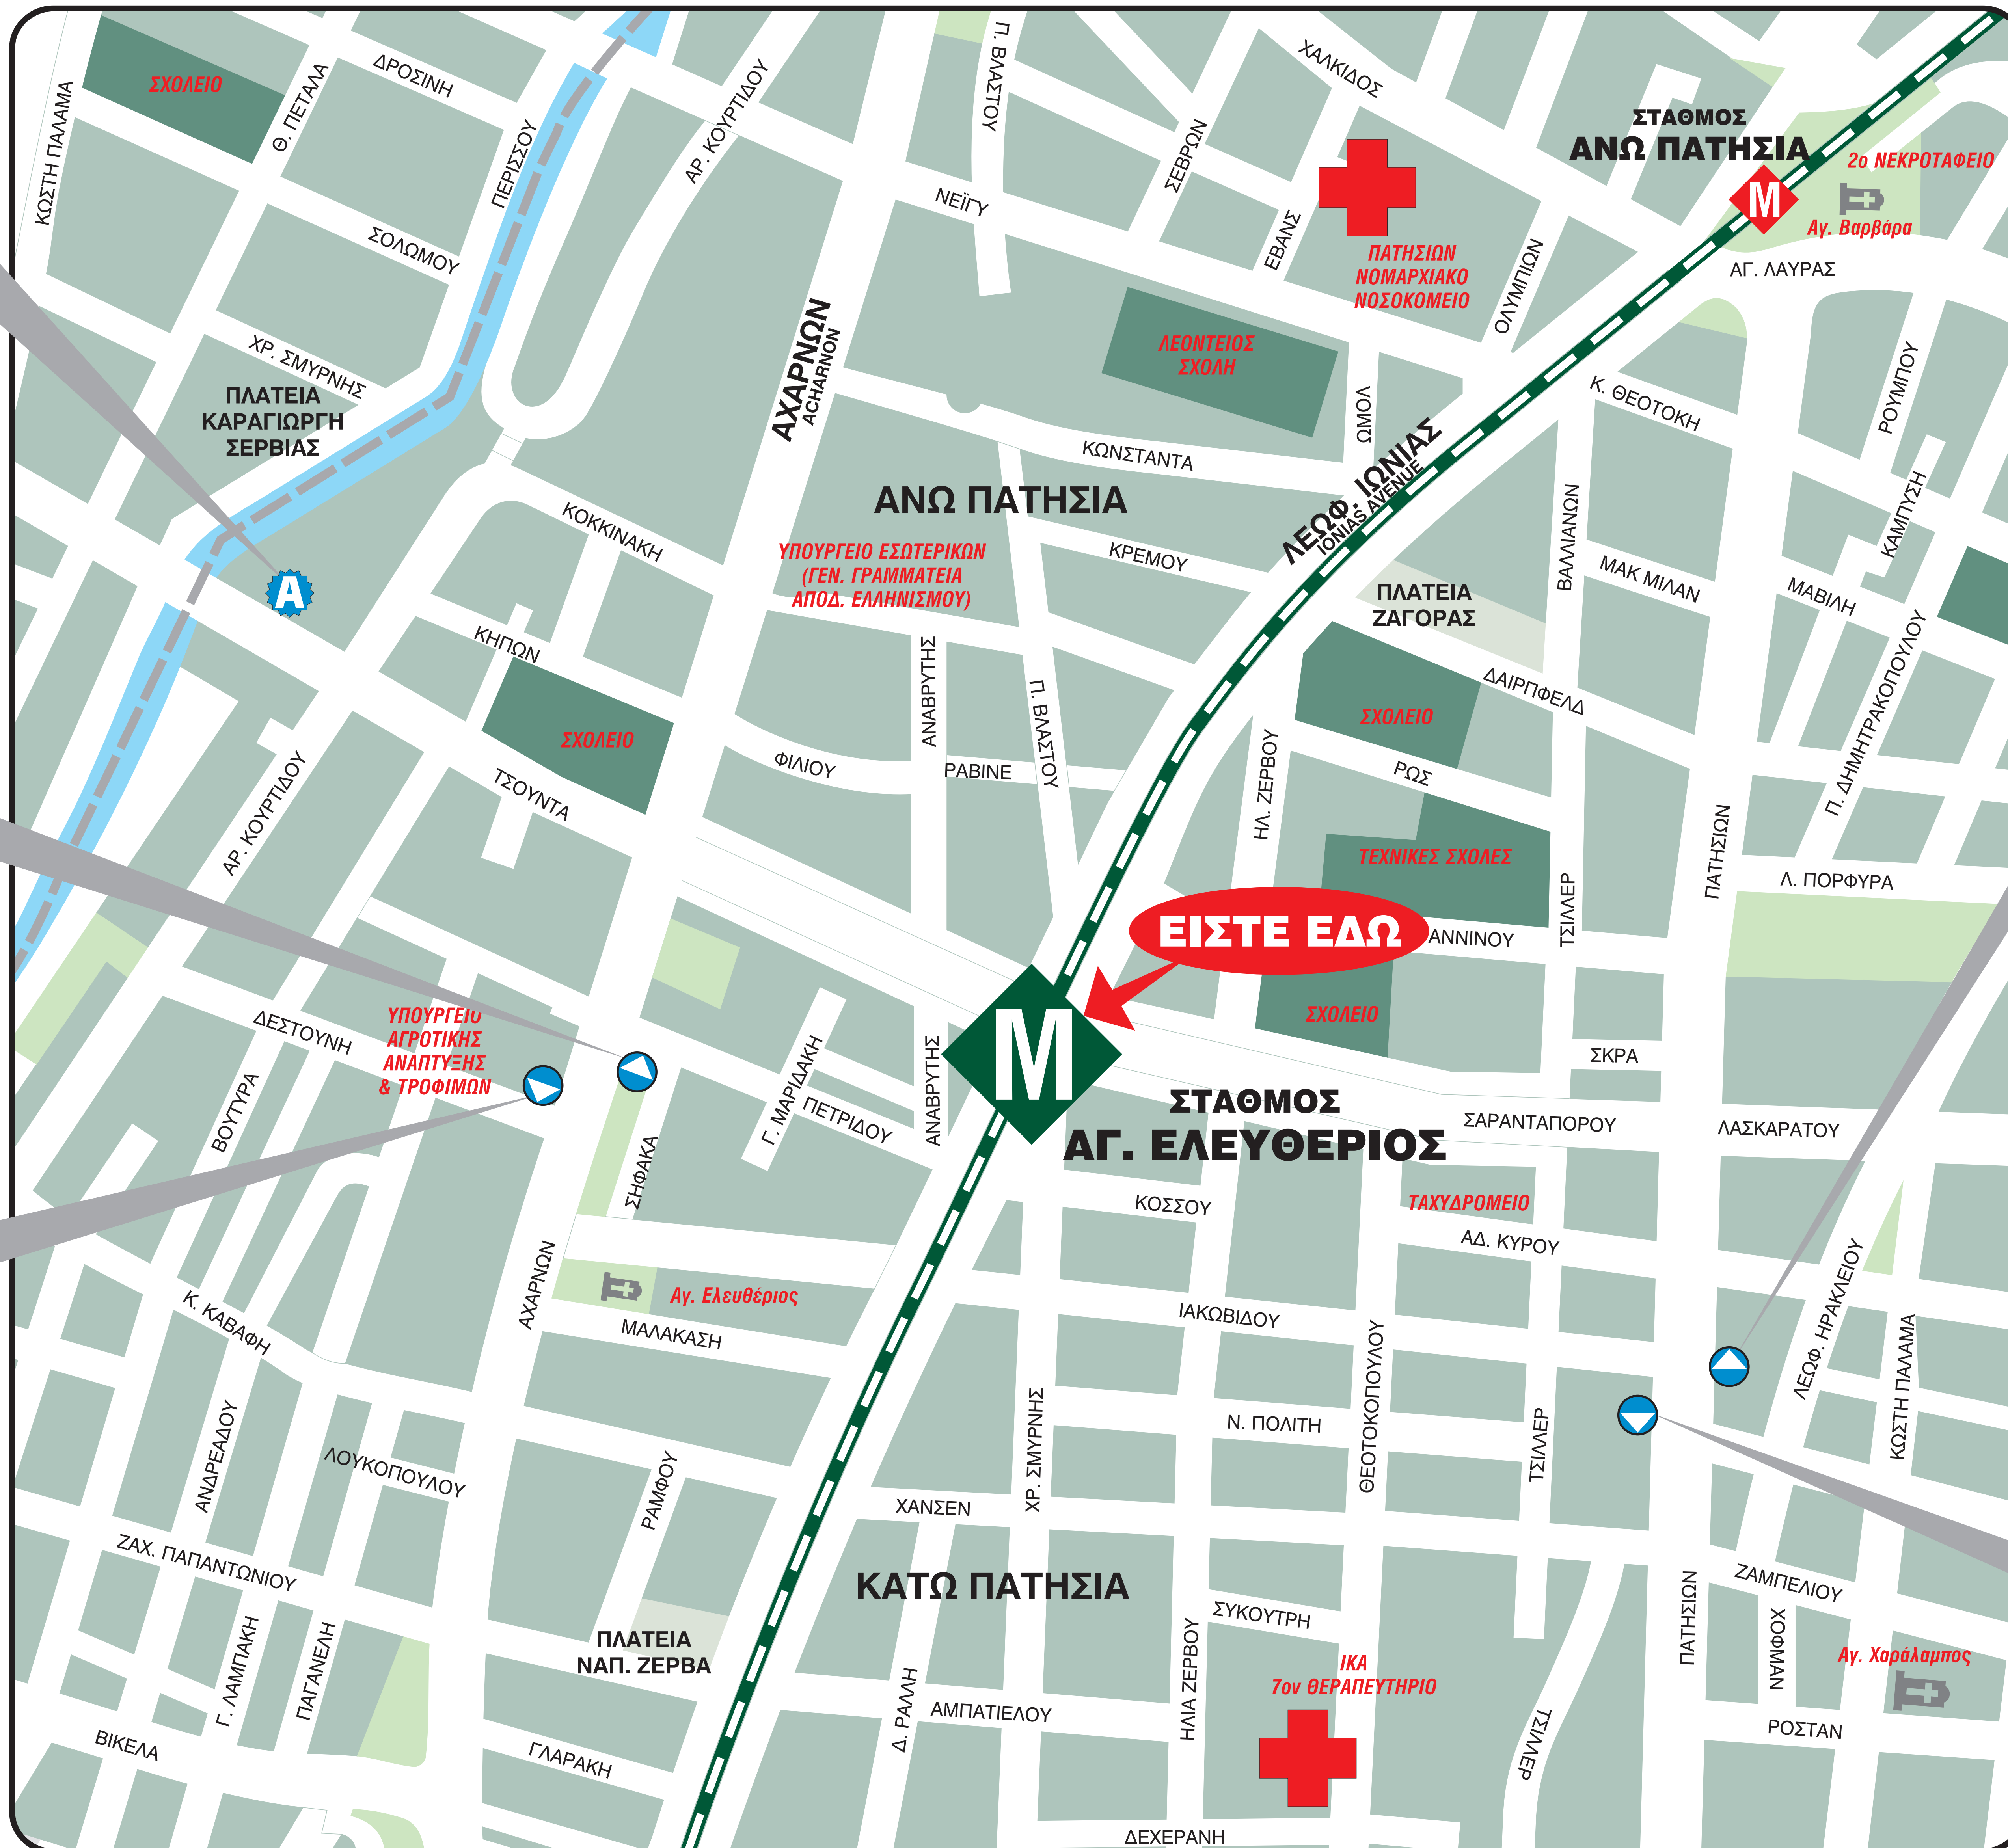 ΣΧΟΛΕΙΟ
ΔΡΟΣΙΝΗ
Θ. ΠΕΤΑΛΑ
ΚΩΣΤΗ ΠΑΛΑΜΑ
ΠΕΡΙΣΣΟΥ
ΑΡ. ΚΟΥΡΤΙΔΟΥ
Π. ΒΛΑΣΤΟΥ
ΣΕΒΡΩΝ
ΧΑΛΚΙΔΟΣ
ΣΤΑΘΜΟΣ
ΑΝΩ ΠΑΤΗΣΙΑ
Μ
2ο ΝΕΚΡΟΤΑΦΕΙΟ
Αγ. Βαρβάρα
ΑΓ. ΛΑΥΡΑΣ
ΣΟΛΩΜΟΥ
ΝΕΪΓΥ
ΕΒΑΝΣ
ΠΑΤΗΣΙΩΝ
ΝΟΜΑΡΧΙΑΚΟ
ΝΟΣΟΚΟΜΕΙΟ
ΟΛΥΜΠΙΩΝ
ΧΡ. ΣΜΥΡΝΗΣ
ΠΛΑΤΕΙΑ
ΚΑΡΑΓΙΩΡΓΗ
ΣΕΡΒΙΑΣ
ΑΧΑΡΝΩΝ
ACHARNON
ΛΕΟΝΤΕΙΟΣ
ΣΧΟΛΗ
ΩΜΟΛ
Κ. ΘΕΟΤΟΚΗ
ΡΟΥΜΠΟΥ
ΚΩΝΣΤΑΝΤΑ
ΛΕΩΦ. ΙΩΝΙΑΣ
IONIAS AVENUE
ΑΝΩ ΠΑΤΗΣΙΑ
ΚΟΚΚΙΝΑΚΗ
ΥΠΟΥΡΓΕΙΟ ΕΣΩΤΕΡΙΚΩΝ
(ΓΕΝ. ΓΡΑΜΜΑΤΕΙΑ
ΑΠΟΔ. ΕΛΛΗΝΙΣΜΟΥ)
ΚΡΕΜΟΥ
ΒΑΛΛΙΑΝΩΝ
ΚΑΜΠΥΣΗ
ΜΑΚ ΜΙΛΑΝ
ΜΑΒΙΛΗ
Α
ΠΛΑΤΕΙΑ
ΖΑΓΟΡΑΣ
ΚΗΠΩΝ
ΑΝΑΒΡΥΤΗΣ
Π. ΒΛΑΣΤΟΥ
ΔΑΙΡΠΦΕΛΔ
Π. ΔΗΜΗΤΡΑΚΟΠΟΥΛΟΥ
ΣΧΟΛΕΙΟ
ΣΧΟΛΕΙΟ
ΦΙΛΙΟΥ
ΡΑΒΙΝΕ
ΗΛ. ΖΕΡΒΟΥ
ΡΩΣ
ΤΣΟΥΝΤΑ
ΑΡ. ΚΟΥΡΤΙΔΟΥ
ΤΕΧΝΙΚΕΣ ΣΧΟΛΕΣ
ΠΑΤΗΣΙΩΝ
Λ. ΠΟΡΦΥΡΑ
ΤΣΙΛΛΕΡ
ΕΙΣΤΕ ΕΔΩ
ΑΝΝΙΝΟΥ
ΣΧΟΛΕΙΟ
ΔΕΣΤΟΥΝΗ
ΥΠΟΥΡΓΕΙΟ
ΑΓΡΟΤΙΚΗΣ
ΑΝΑΠΤΥΞΗΣ
& ΤΡΟΦΙΜΩΝ
Μ
ΣΚΡΑ
ΑΝΑΒΡΥΤΗΣ
Γ. ΜΑΡΙΔΑΚΗ
ΠΕΤΡΙΔΟΥ
ΒΟΥΤΥΡΑ
ΣΤΑΘΜΟΣ
ΑΓ. ΕΛΕΥΘΕΡΙΟΣ
ΣΑΡΑΝΤΑΠΟΡΟΥ
ΛΑΣΚΑΡΑΤΟΥ
ΣΗΦΑΚΑ
ΚΟΣΣΟΥ
ΤΑΧΥΔΡΟΜΕΙΟ
ΑΔ. ΚΥΡΟΥ
ΑΧΑΡΝΩΝ
Αγ. Ελευθέριος
ΜΑΛΑΚΑΣΗ
Κ. ΚΑΒΑΦΗ
ΙΑΚΩΒΙΔΟΥ
ΛΕΩΦ. ΗΡΑΚΛΕΙΟΥ
ΚΩΣΤΗ ΠΑΛΑΜΑ
ΘΕΟΤΟΚΟΠΟΥΛΟΥ
ΧΡ. ΣΜΥΡΝΗΣ
Ν. ΠΟΛΙΤΗ
ΤΣΙΛΛΕΡ
ΑΝΔΡΕΑΔΟΥ
ΛΟΥΚΟΠΟΥΛΟΥ
ΡΑΜΦΟΥ
ΧΑΝΣΕΝ
ΖΑΧ. ΠΑΠΑΝΤΩΝΙΟΥ
ΚΑΤΩ ΠΑΤΗΣΙΑ
ΖΑΜΠΕΛΙΟΥ
ΠΑΤΗΣΙΩΝ
ΧΟΦΜΑΝ
ΣΥΚΟΥΤΡΗ
ΠΛΑΤΕΙΑ
ΝΑΠ. ΖΕΡΒΑ
Γ. ΛΑΜΠΑΚΗ
ΠΑΓΑΝΕΛΗ
ΙΚΑ
7ον ΘΕΡΑΠΕΥΤΗΡΙΟ
Αγ. Χαράλαμπος
ΗΛΙΑ ΖΕΡΒΟΥ
Δ. ΡΑΛΛΗ
ΑΜΠΑΤΙΕΛΟΥ
ΡΟΣΤΑΝ
ΤΣΙΛΛΕΡ
ΒΙΚΕΛΑ
ΓΛΑΡΑΚΗ
ΔΕΧΕΡΑΝΗ